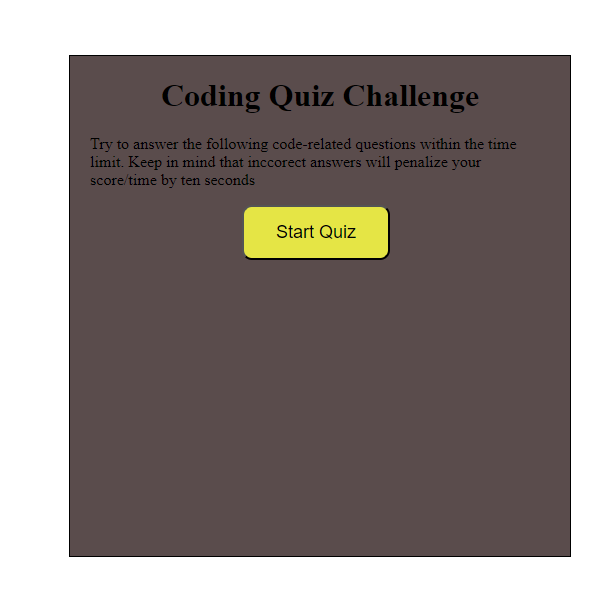 Coding Quiz Challenge
Try to answer the following code-related questions within the time
limit. Keep in mind that inccorect answers will penalize your
score/time by ten seconds
Start Quiz